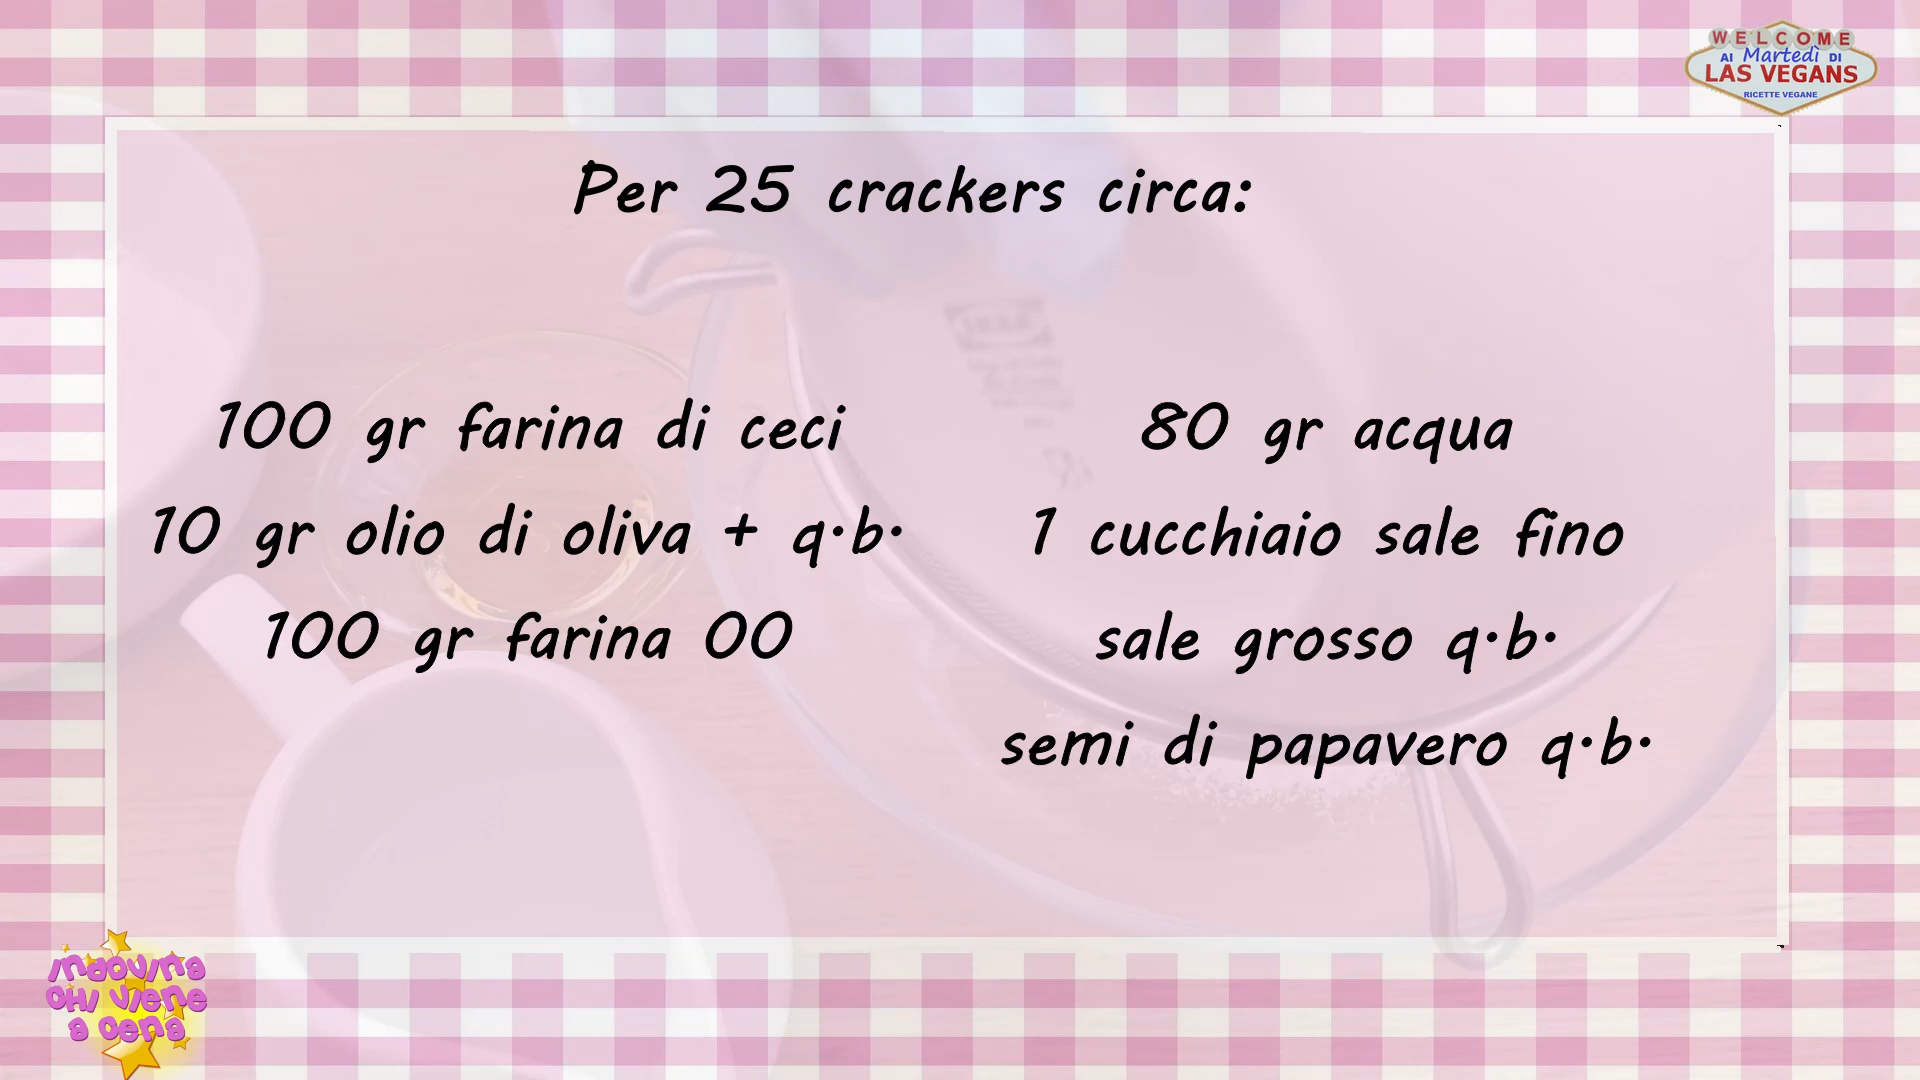 WELCOME
AI Martedì DI
LAS VEGANS
RICETTE VEGANE
Per 25 crackers circa:
100 gr farina di ceci
10 gr olio di oliva + q.b.
100 gr farina 00
80 gr acqua
1 cucchiaio sale fino
sale grosso q.b.
semi di papavero q.b.
indovina
chi viene
a cena